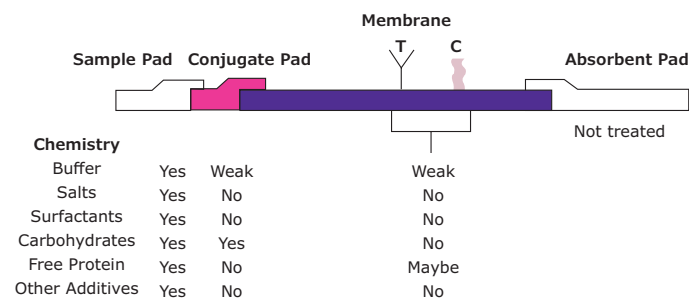 Membrane
Sample Pad Conjugate Pad T C Absorbent Pad
Not treated
Chemistry
Buffer Yes Weak Weak
Salts Yes No No
Surfactants Yes No No
Carbohydrates Yes Yes No
Free Protein Yes No Maybe
Other Additives Yes No No